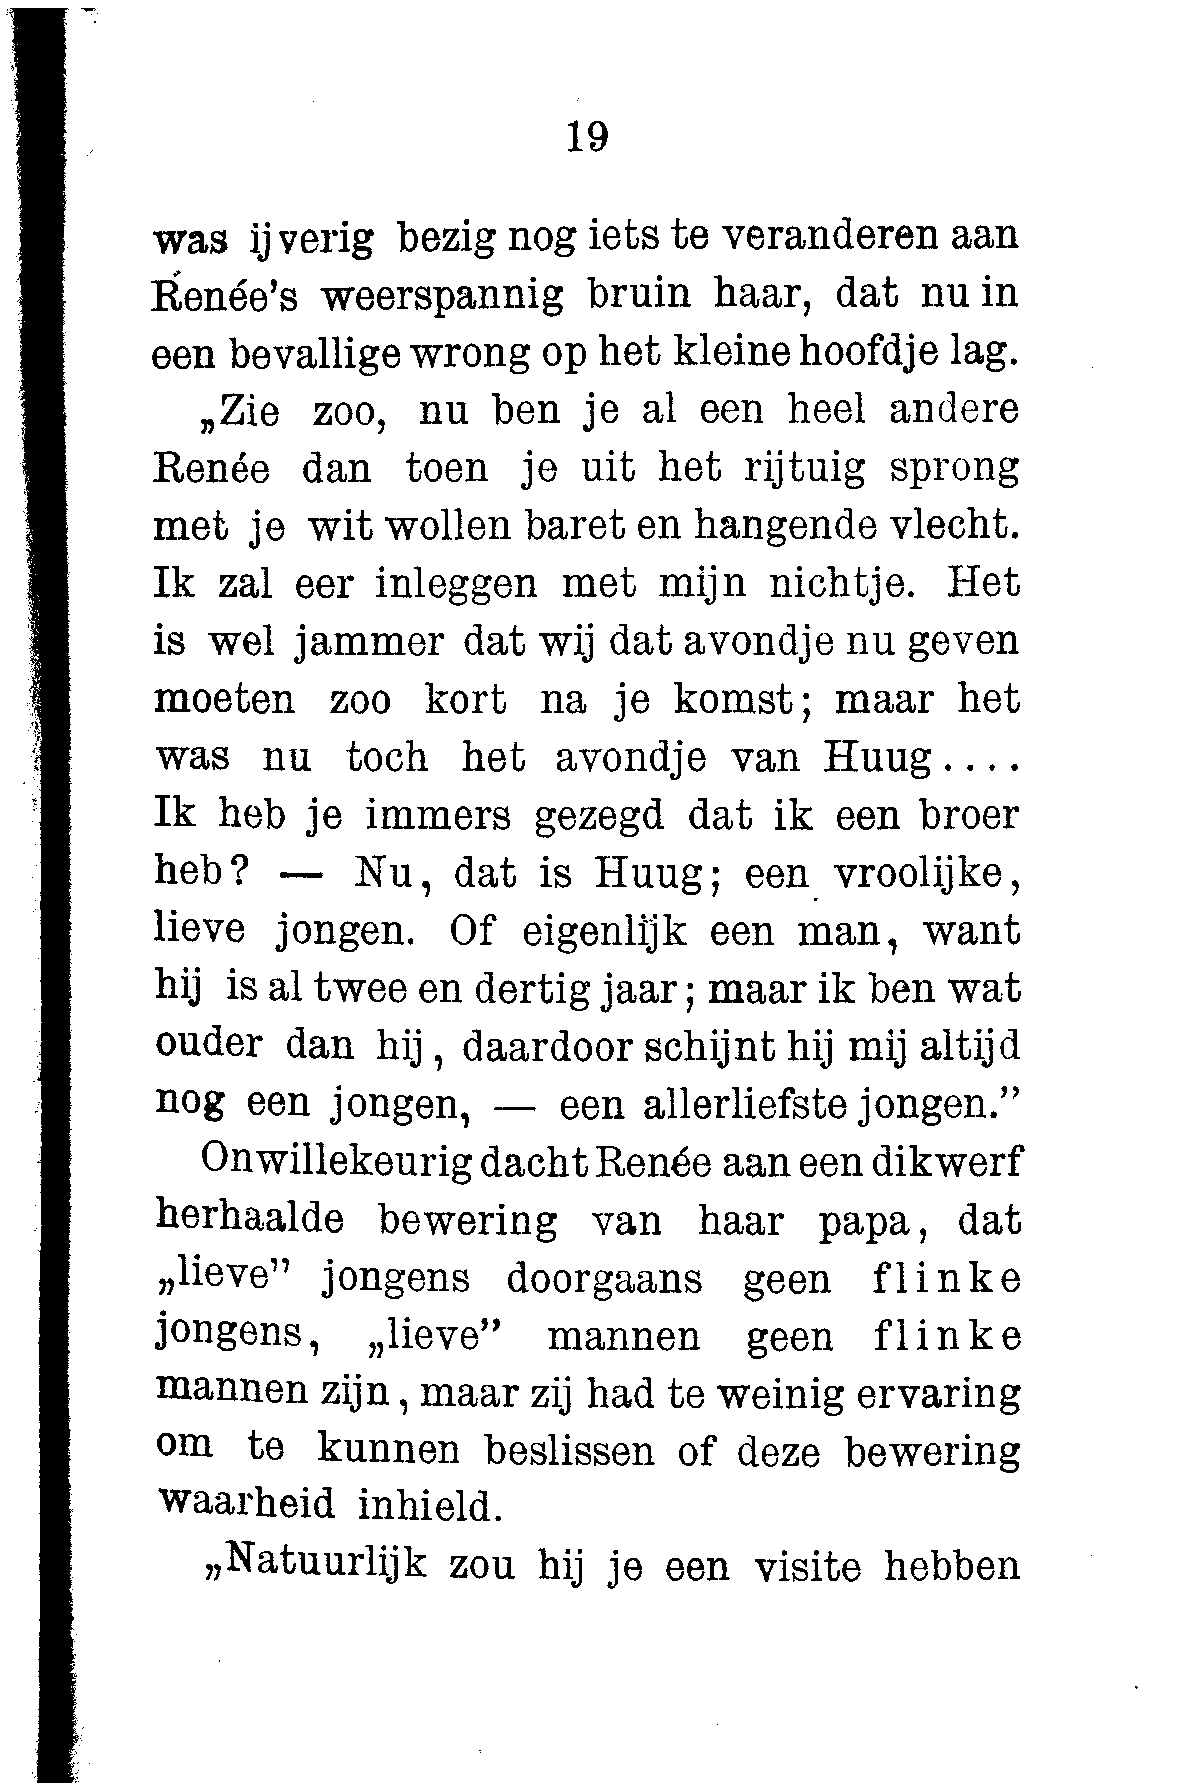 19
was ijverig bezig nog iets te veranderen aan
Renée's weerspannig bruin haar, dat nu in
een bevallige wrong op het kleine hoofdje lag.
„Zie zoo, nu ben je al een heel andere
Renée dan toen je uit het rijtuig sprong
met je wit wollen baret en hangende vlecht.
Ik zal eer inleggen met mijn nichtje. Het
is wel jammer dat wij dat avondje nu geven
moeten zoo kort na je komst; maar het
was nu toch het avondje van Huug....
Ik heb je immers gezegd dat ik een broer
heb? — Nu, dat is Huug; een vroolijke,
lieve jongen. Of eigenlijk een man, want
hij is al twee en dertig jaar; maar ik ben wat
ouder dan hij, daardoor schijnt hij mij altijd
nog een jongen, — een allerliefste jongen.”
Onwillekeurig dacht Renée aan een dikwerf
herhaalde bewering van haar papa, dat
„lieve” jongens doorgaans geen flinke
jongens, „lieve” mannen geen flinke
mannen zijn, maar zij had te weinig ervaring
om te kunnen beslissen of deze bewering
waarheid inhield.
„Natuurlijk zou hij je een visite hebben